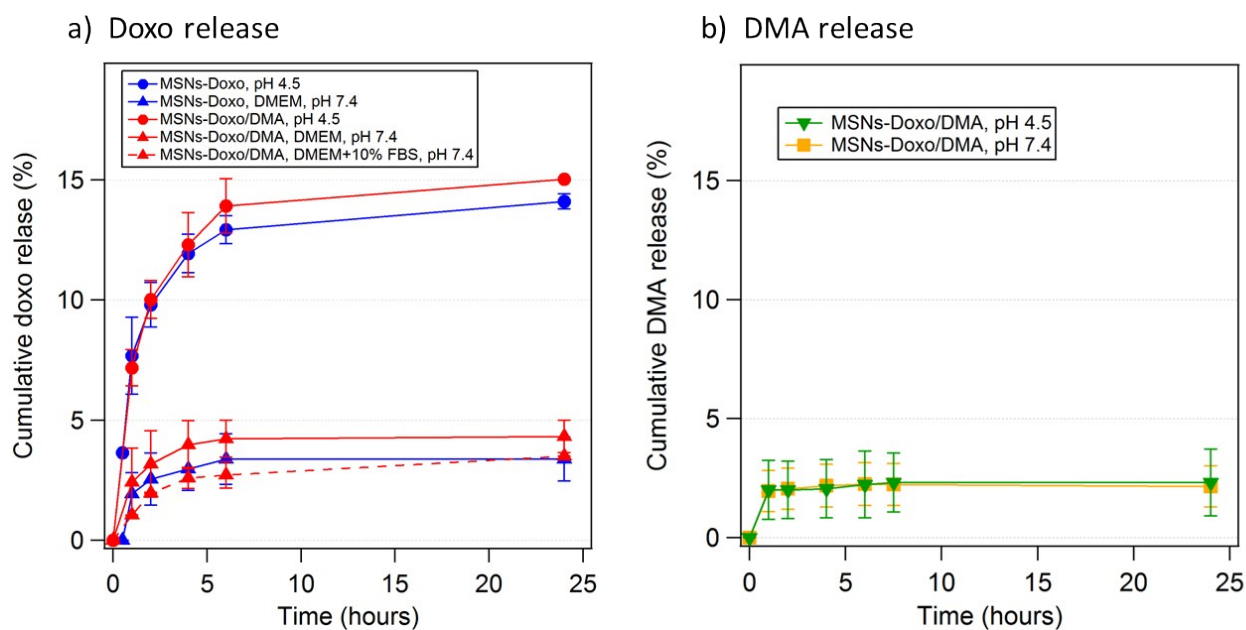 a) Doxo release
MSNs-Doxo, pH 4.5
MSNs-Doxo, DMEM, pH 7.4
MSNs-Doxo/DMA, pH 4.5
MSNs-Doxo/DMA, DMEM, pH 7.4
MSNs-Doxo/DMA, DMEM+10% FBS, pH 7.4
Cumulative doxo relase (%)
15
10
5
0
0 5 10 15 20 25
Time (hours)
b) DMA release
MSNs-Doxo/DMA, pH 4.5
MSNs-Doxo/DMA, pH 7.4
Cumulative DMA release (%)
15
10
5
0
0 5 10 15 20 25
Time (hours)